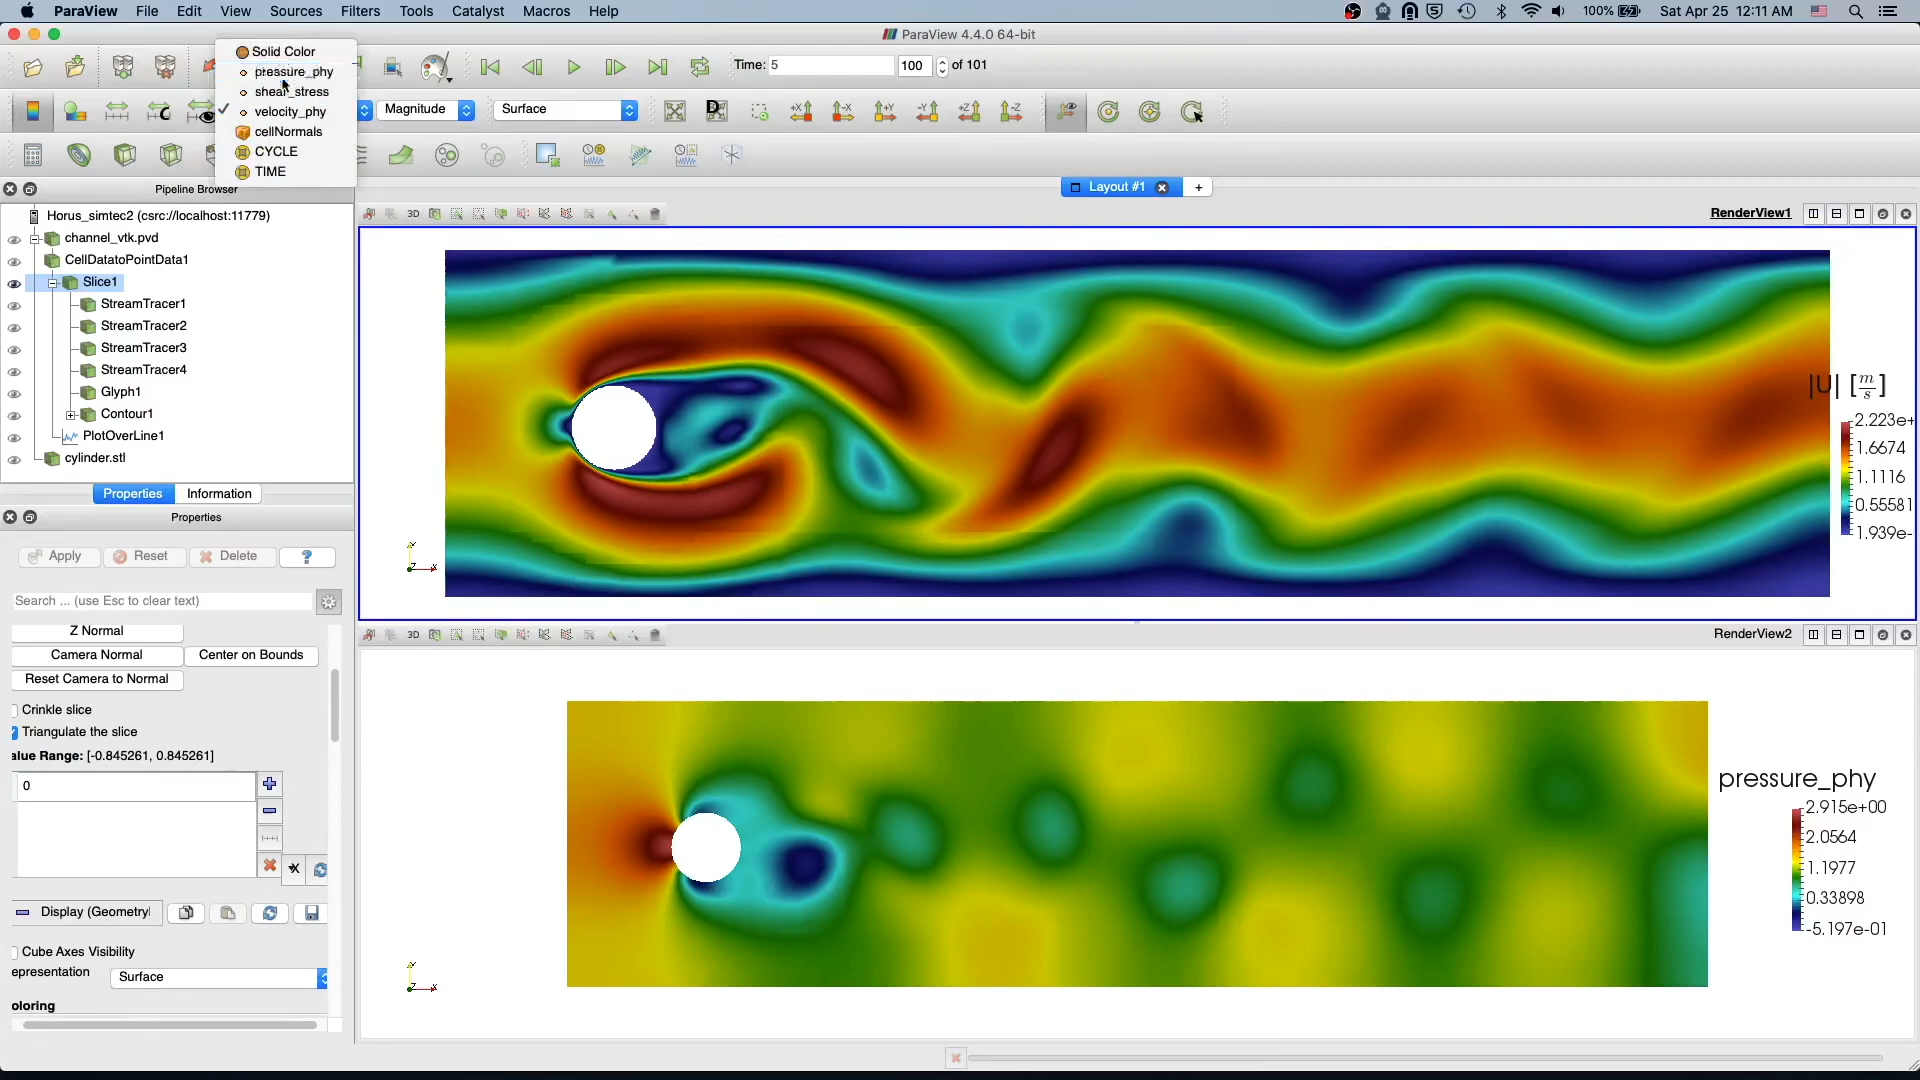 ParaView File Edit View Sources Filters Tools Catalyst Macros Help 100% Sat Apr 25 12:11 AM
ParaView 4.4.0 64-bit
Solid Color
pressure_phy
shear_stress
velocity_phy
cellNormals
CYCLE
TIME
Time: 5 100 of 101
Magnitude Surface
Pipeline Browser
Layout #1
Horus_simtec2 (csrc://localhost:11779)
channel_vtk.pvd
CellDatatoPointData1
Slice1
StreamTracer1
StreamTracer2
StreamTracer3
StreamTracer4
Glyph1
Contour1
PlotOverLine1
cylinder.stl
Properties Information
Properties
Apply Reset Delete ?
Search ... (use Esc to clear text)
Z Normal
Camera Normal Center on Bounds
Reset Camera to Normal
Crinkle slice
Triangulate the slice
alue Range: [-0.845261, 0.845261]
0
Display (Geometry
Cube Axes Visibility
epresentation Surface
oloring
3D RenderView1
|U| [m/s]
2.223e+
1.6674
1.1116
0.55581
1.939e-
Y
Z X
3D RenderView2
pressure_phy
2.915e+00
2.0564
1.1977
0.33898
-5.197e-01
Y
Z X